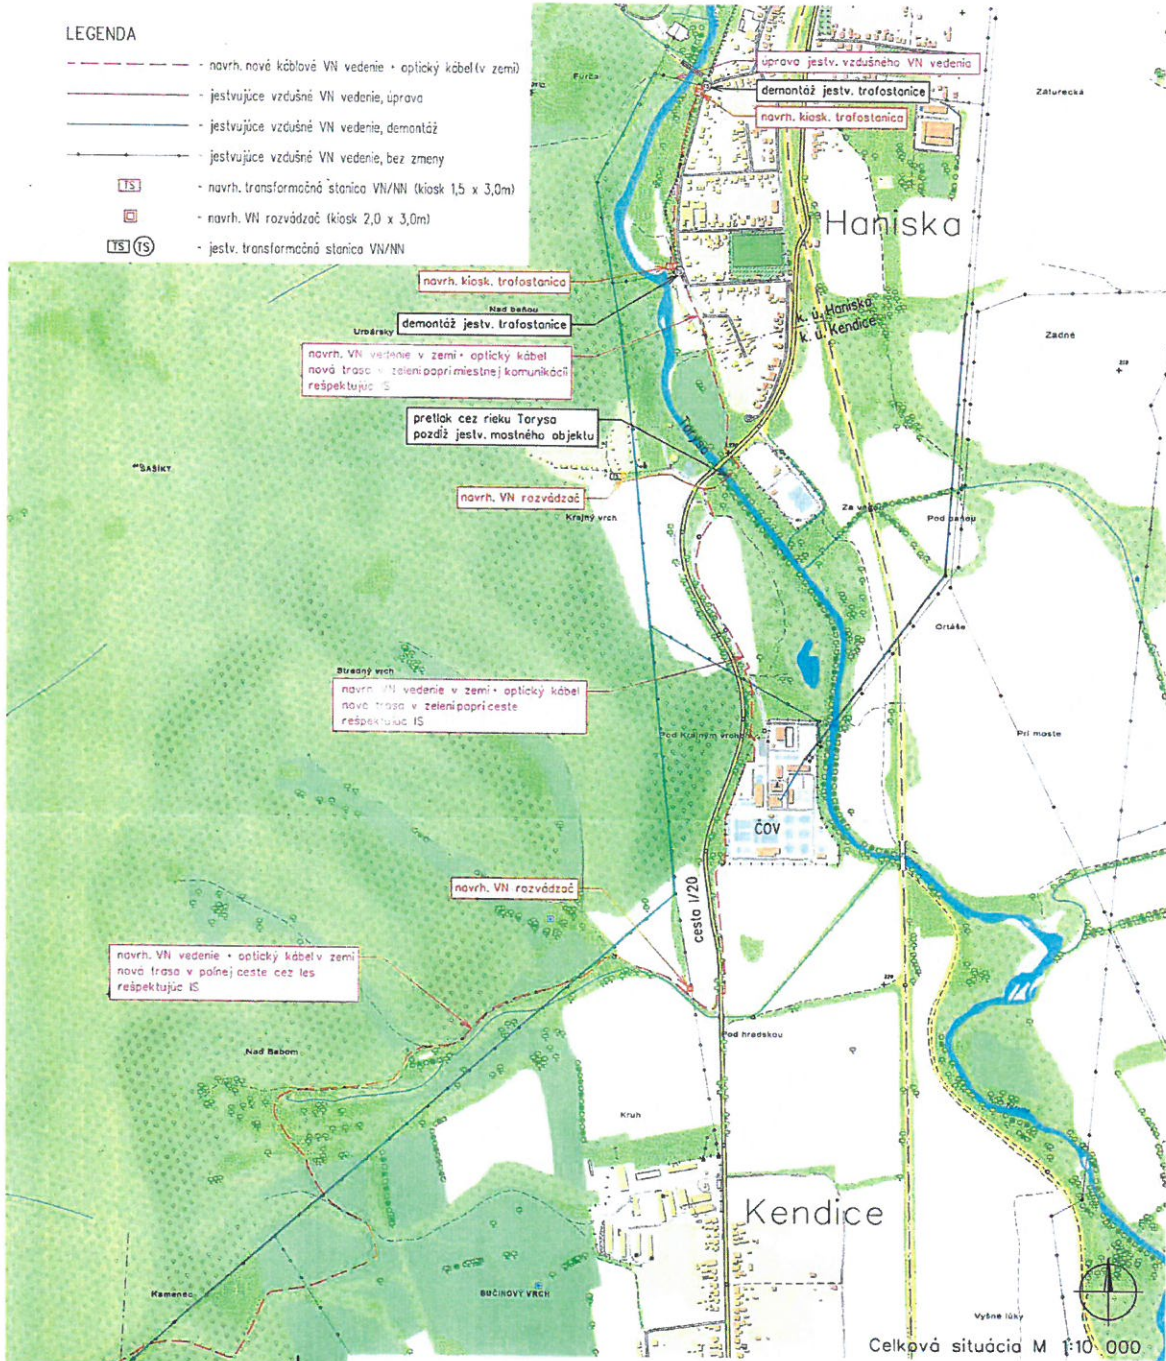 LEGENDA
- navrh. nové káblové VN vedenie + optický kábel (v zemi)
- jestvujúce vzdušné VN vedenie, úprava
- jestvujúce vzdušné VN vedenie, demontáž
- jestvujúce vzdušné VN vedenie, bez zmeny
TS - navrh. transformačná stanica VN/NN (kiosk 1,5 x 3,0m)
- navrh. VN rozvádzač (kiosk 2,0 x 3,0m)
TS TS - jestv. transformačná stanica VN/NN
Furča
úprava jestv. vzdušného VN vedenia
demontáž jestv. trafostanice
navrh. kiosk. trafostanica
Záturecká
Haniska
navrh. kiosk. trafostanica
Nad baňou
demontáž jestv. trafostanice
Urbársky
k. ú. Haniska
k. ú. Kendice
Zadné
navrh. VN vedenie v zemi + optický kábel
nová trasa v zeleni popri miestnej komunikácii
rešpektujúc IS
pretlak cez rieku Torysa
pozdĺž jestv. mostného objektu
Torysa
ŠAŠIKY
navrh. VN rozvádzač
Krajný vrch
Pod baňou
Ortáše
Stredný vrch
navrh. VN vedenie v zemi + optický kábel
nová trasa v zeleni popri ceste
rešpektujúc IS
Pod Krajným vrchom
Pri moste
ČOV
navrh. VN rozvádzač
cesta I/20
navrh. VN vedenie + optický kábel v zemi
nová trasa v poľnej ceste cez les
rešpektujúc IS
Pod hradskou
Nad Babom
Kruh
Kendice
Kamenec
BUČINOVÝ VRCH
Vyšné lúky
Celková situácia M 1:10 000